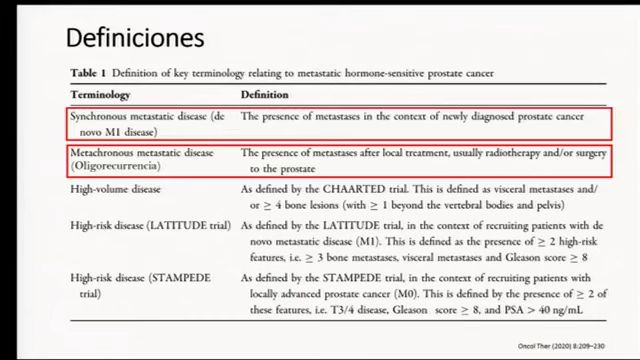 Definiciones
Table 1 Definition of key terminology relating to metastatic hormone-sensitive prostate cancer
Terminology Definition
Synchronous metastatic disease (de The presence of metastases in the context of newly diagnosed prostate cancer
novo M1 disease)
Metachronous metastatic disease The presence of metastases after local treatment, usually radiotherapy and/or surgery
(Oligorecurrencia) to the prostate
High-volume disease As defined by the CHAARTED trial. This is defined as visceral metastases and/
or ≥ 4 bone lesions (with ≥ 1 beyond the vertebral bodies and pelvis)
High-risk disease (LATITUDE trial) As defined by the LATITUDE trial, in the context of recruiting patients with de
novo metastatic disease (M1). This is defined as the presence of ≥ 2 high-risk
features, i.e. ≥ 3 bone metastases, visceral metastases and Gleason score ≥ 8
High-risk disease (STAMPEDE As defined by the STAMPEDE trial, in the context of recruiting patients with
trial) locally advanced prostate cancer (M0). This is defined by the presence of ≥ 2 of
these features, i.e. T3/4 disease, Gleason score ≥ 8, and PSA > 40 ng/mL
Oncol Ther (2020) 8:209–230